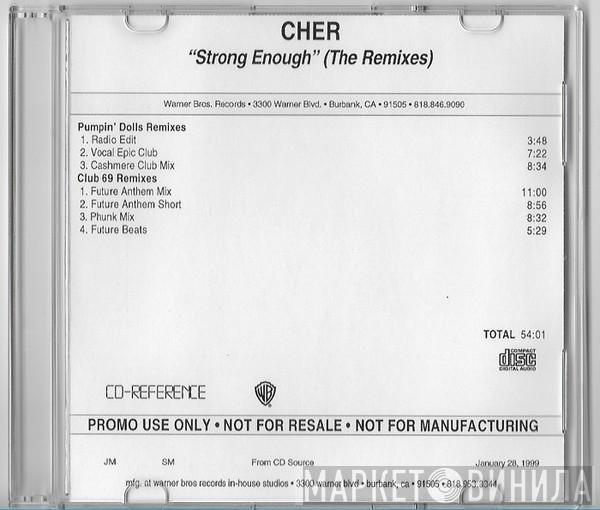 CHER
“Strong Enough” (The Remixes)
Warner Bros. Records • 3300 Warner Blvd. • Burbank, CA • 91505 • 818.846.9090
Pumpin' Dolls Remixes
1. Radio Edit 3:48
2. Vocal Epic Club 7:22
3. Cashmere Club Mix 8:34
Club 69 Remixes
1. Future Anthem Mix 11:00
2. Future Anthem Short 8:56
3. Phunk Mix 8:32
4. Future Beats 5:29
TOTAL 54:01
COMPACT
disc
DIGITAL AUDIO
CD-REFERENCE
WB
PROMO USE ONLY • NOT FOR RESALE • NOT FOR MANUFACTURING
JM SM From CD Source January 28, 1999
mfg. at warner bros records in-house studios • 3300 warner blvd • burbank, ca • 91505 • 818.953.3344
МАРКЕТ ВИНИЛА